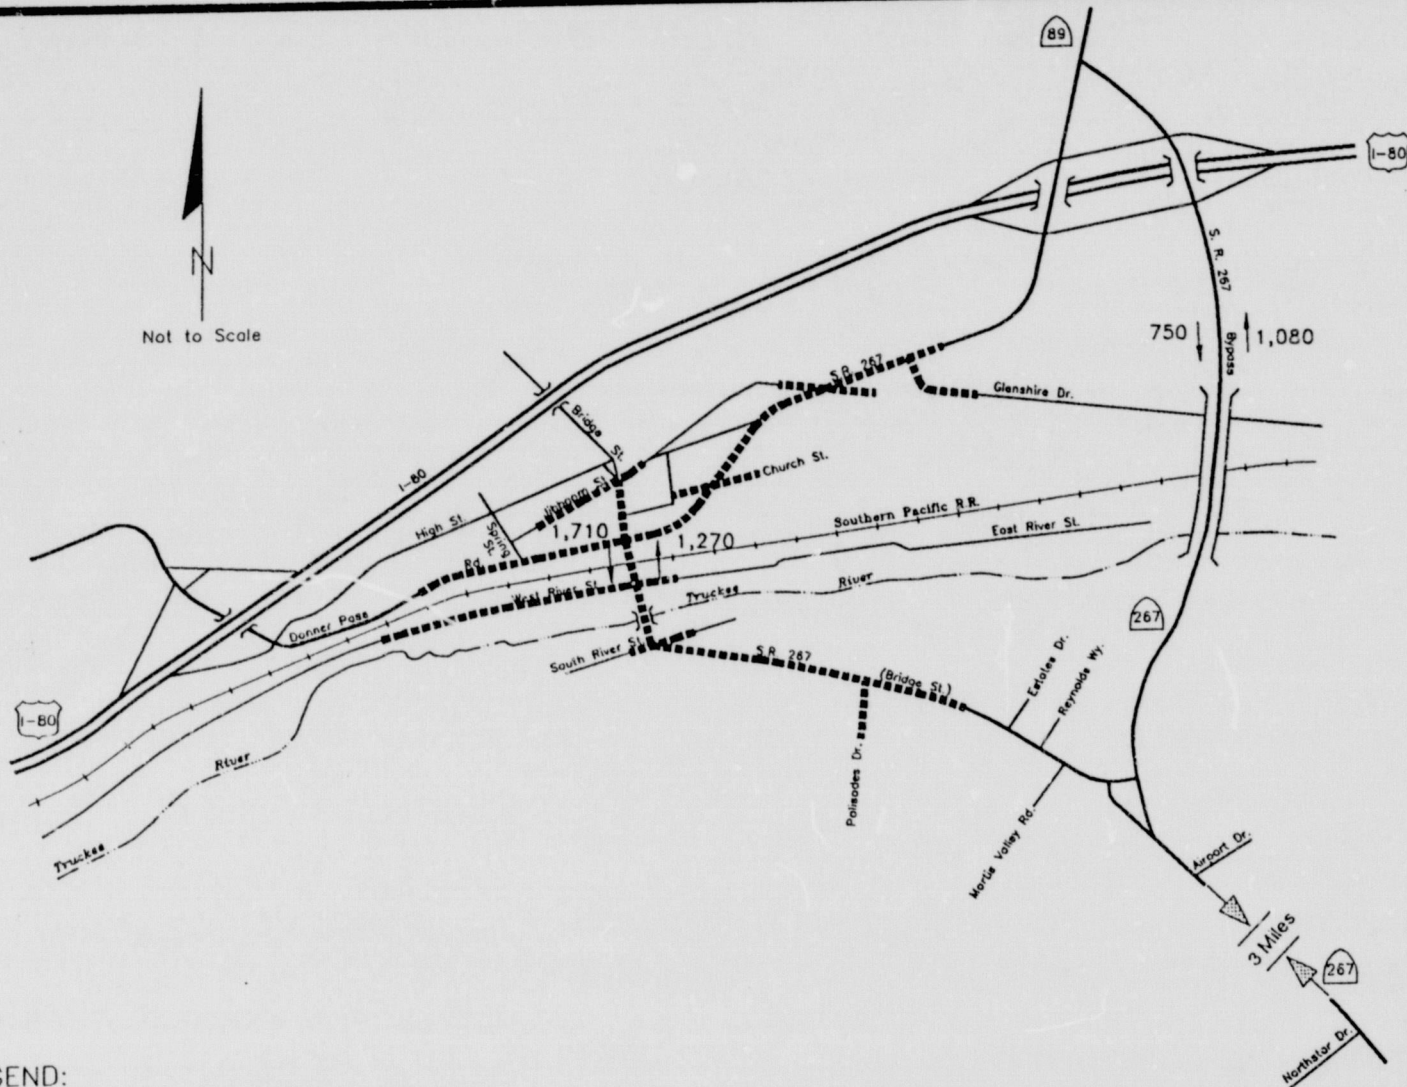 89
I-80
N
Not to Scale
S. R. 267
Bypass
750
1,080
S.R. 267
Glenshire Dr.
Bridge St.
I-80
Church St.
Jibboom St.
High St.
Spring St.
1,710
1,270
Southern Pacific R.R.
East River St.
Rd.
West River St.
Truckee
River
Donner Pass
267
South River St.
S.R. 267
(Bridge St.)
Estates Dr.
Reynolds Wy.
I-80
River
Palisades Dr.
Truckee
Martis Valley Rd.
Airport Dr.
3 Miles
267
Northstar Dr.
GEND: